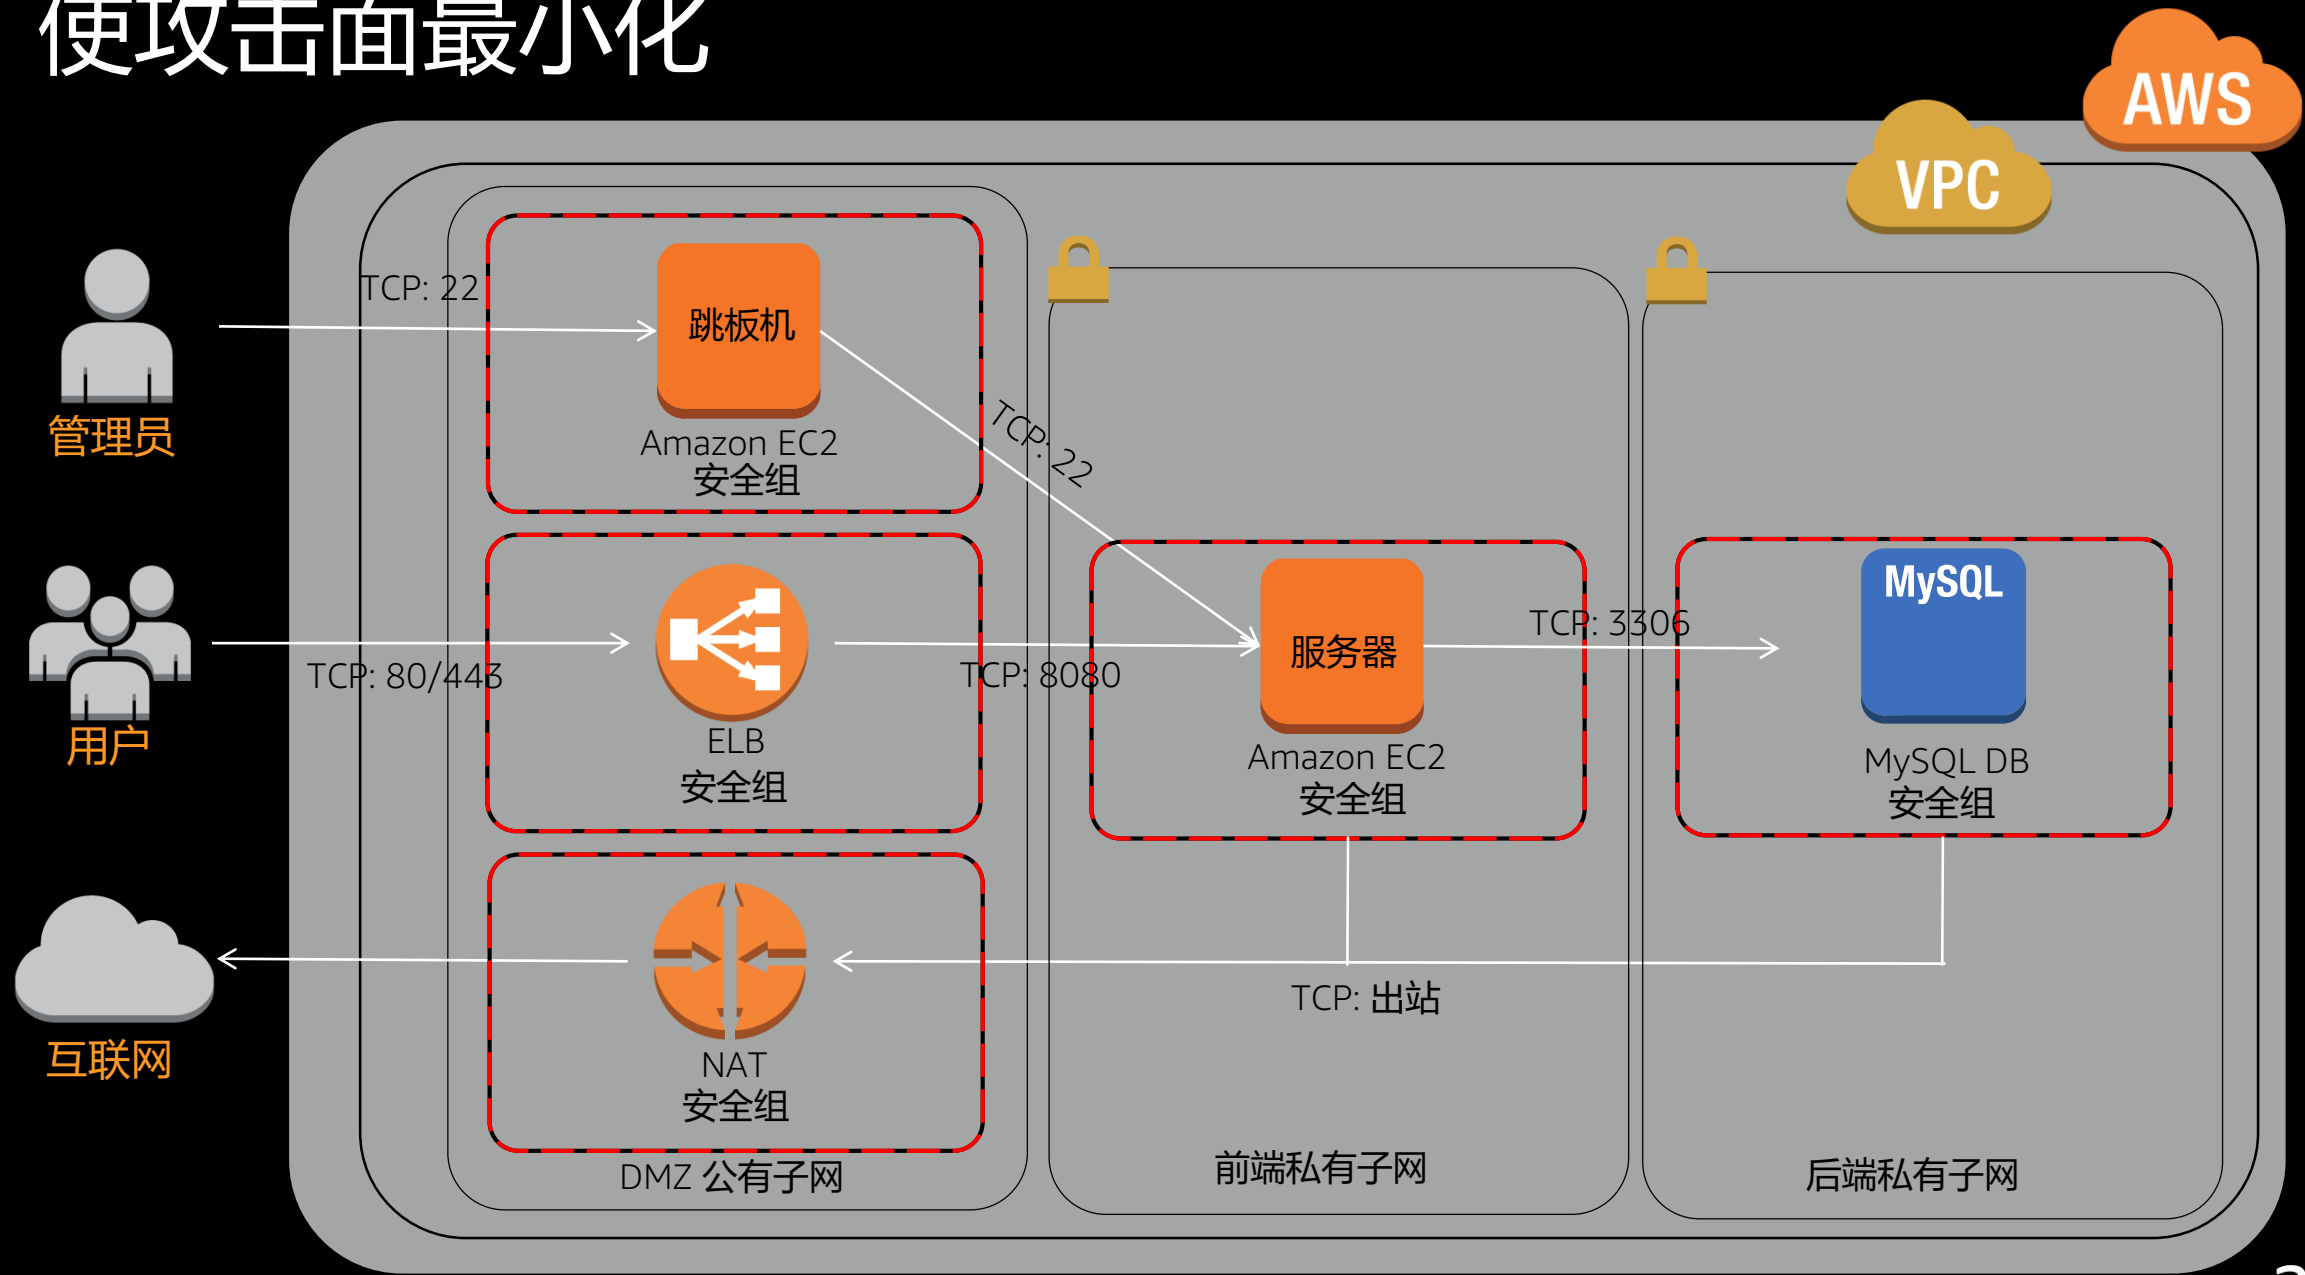 使攻击面最小化
AWS
VPC
TCP: 22
跳板机
管理员
Amazon EC2
安全组
TCP: 22
MySQL
TCP: 3306
服务器
TCP: 80/443
TCP: 8080
用户
ELB
安全组
Amazon EC2
安全组
MySQL DB
安全组
TCP: 出站
互联网
NAT
安全组
DMZ 公有子网
前端私有子网
后端私有子网